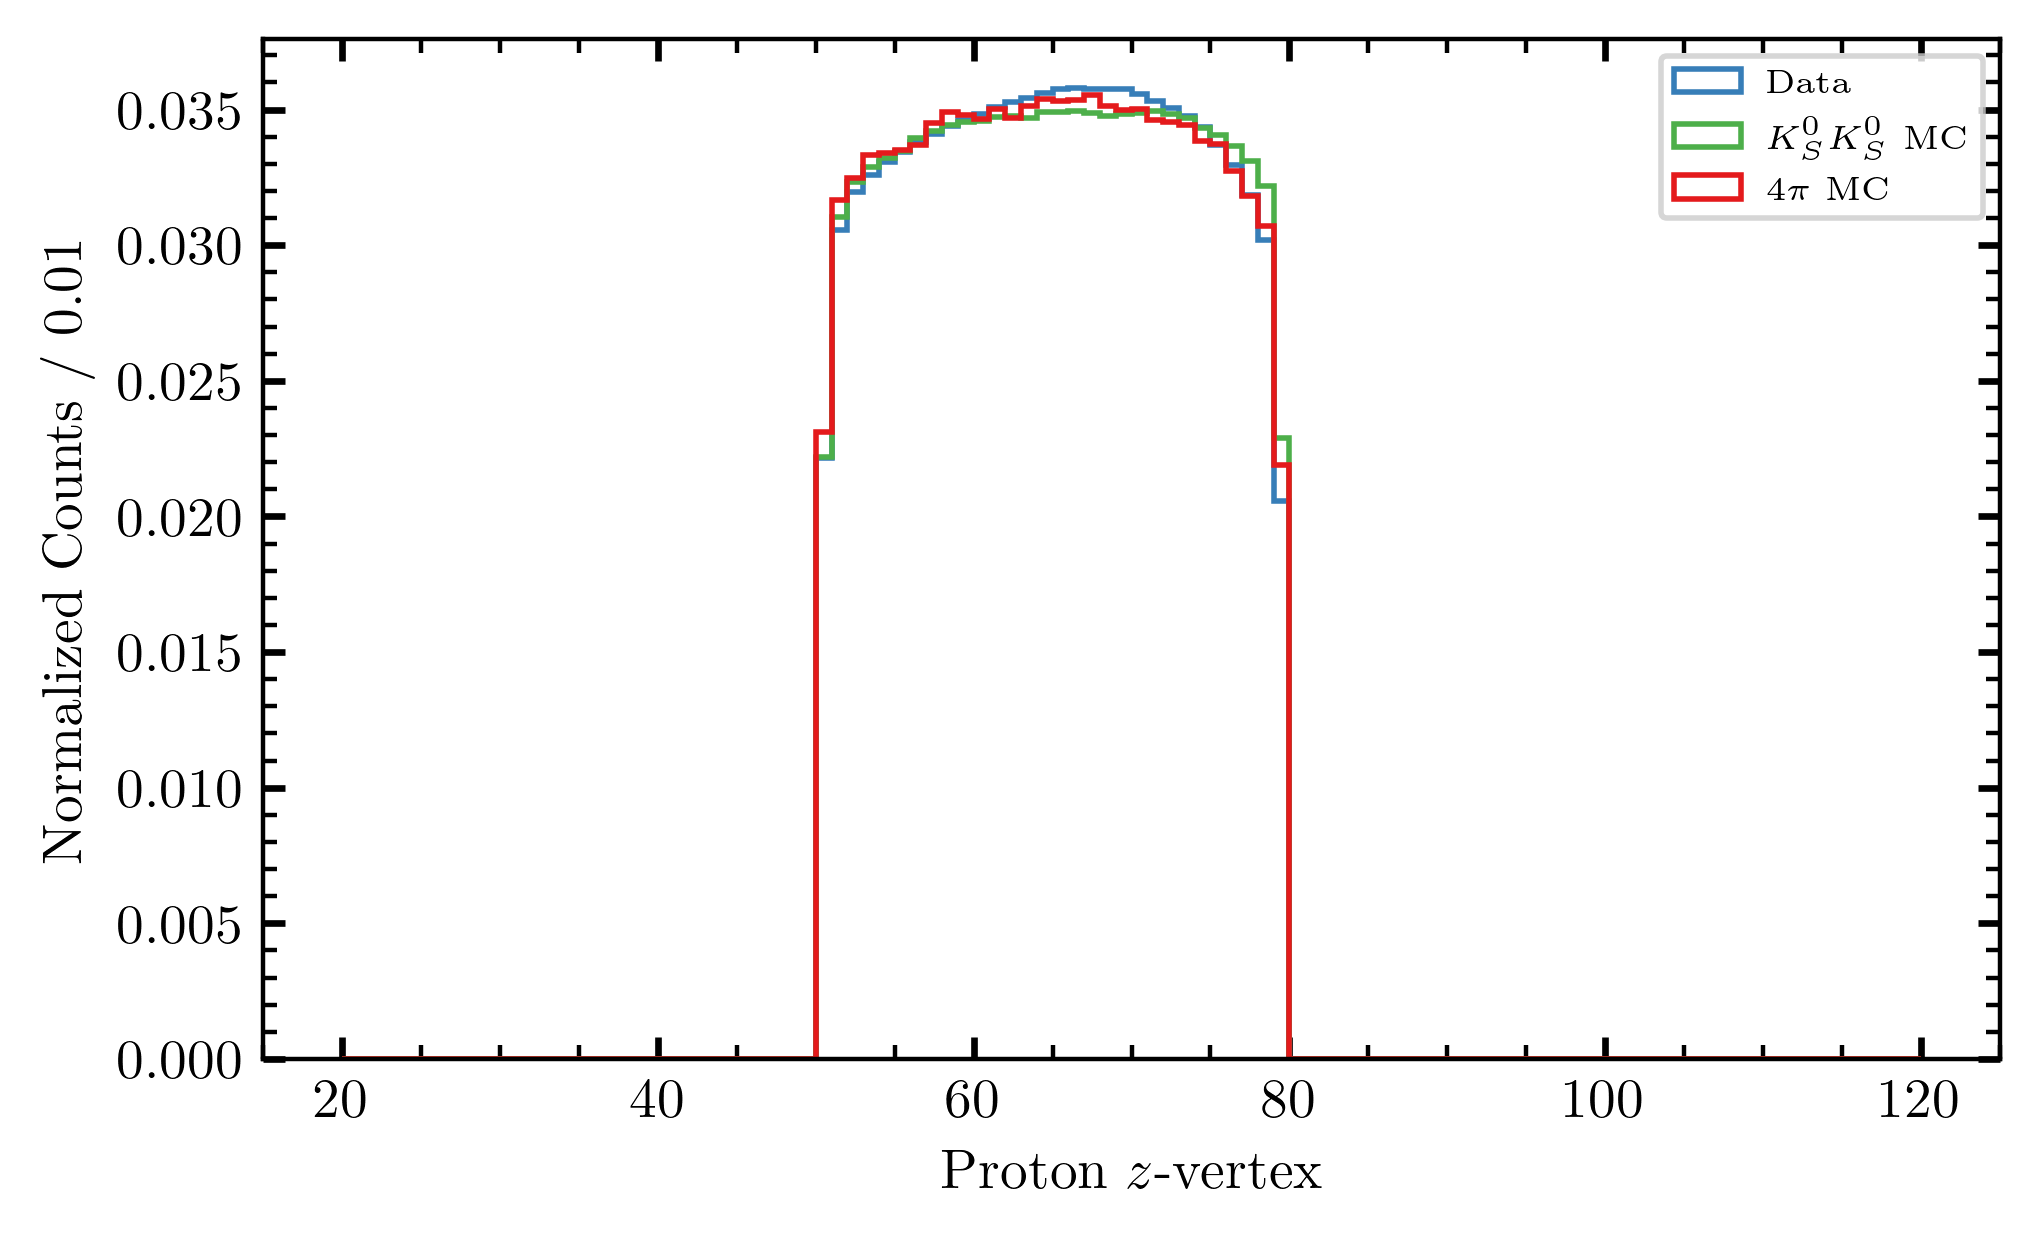 Normalized Counts / 0.01
0.035
0.030
0.025
0.020
0.015
0.010
0.005
0.000
20 40 60 80 100 120
Proton z-vertex
Data
K_S^0 K_S^0 MC
4π MC